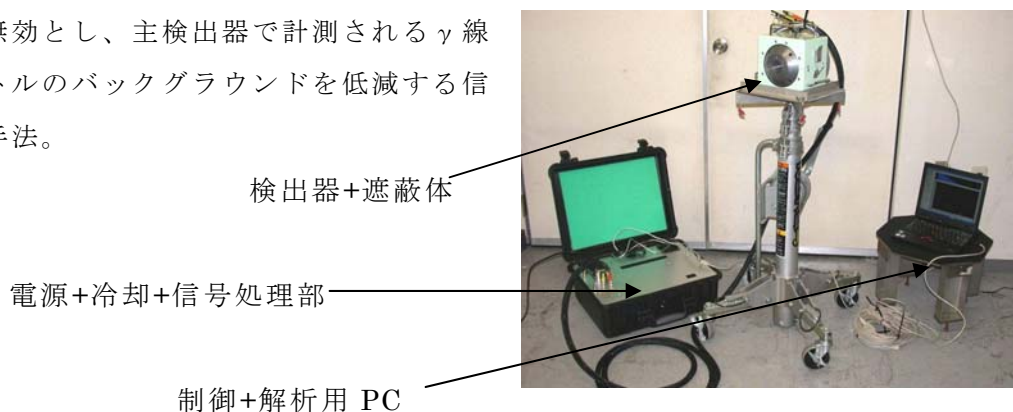 無効とし、主検出器で計測されるγ線
トルのバックグラウンドを低減する信
手法。
検出器+遮蔽体
電源+冷却+信号処理部
制御+解析用 PC